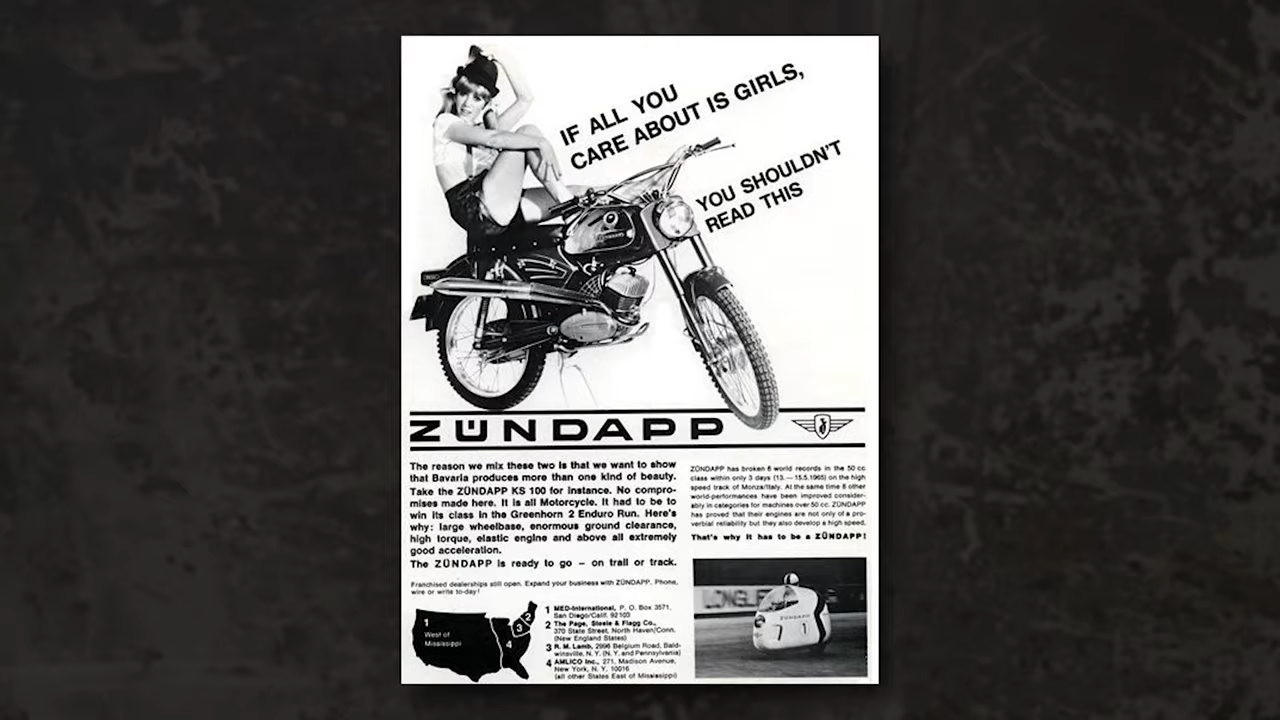 IF ALL YOU
CARE ABOUT IS GIRLS,
YOU SHOULDN'T
READ THIS
ZÜNDAPP
The reason we mix these two is that we want to show
that Bavaria produces more than one kind of beauty.
Take the ZÜNDAPP KS 100 for instance. No compro-
mises made here. It is all Motorcycle. It had to be to
win its class in the Greenhorn 2 Enduro Run. Here's
why: large wheelbase, enormous ground clearance,
high torque, elastic engine and above all extremely
good acceleration.
The ZÜNDAPP is ready to go – on trail or track.
Franchised dealerships still open. Expand your business with ZÜNDAPP. Phone,
wire or write to-day!
1
West of
Mississippi
2
3
4
1 MED-International, P. O. Box 3571,
San Diego/Calif. 92103
2 The Page, Steele & Flagg Co.,
370 State Street, North Haven/Conn.
(New England States)
3 R. M. Lamb, 2996 Belgium Road, Bald-
winsville, N. Y. (N. Y. and Pennsylvania)
4 AMLICO Inc., 271, Madison Avenue,
New York, N. Y. 10016
(all other States East of Mississippi)
ZÜNDAPP has broken 6 world records in the 50 cc
class within only 3 days (13. — 15.5.1965) on the high
speed track of Monza/Italy. At the same time 8 other
world-performances have been improved consider-
ably in categories for machines over 50 cc. ZÜNDAPP
has proved that their engines are not only of a pro-
verbial reliability but they also develop a high speed.
That's why it has to be a ZÜNDAPP!
ZÜNDAPP
1